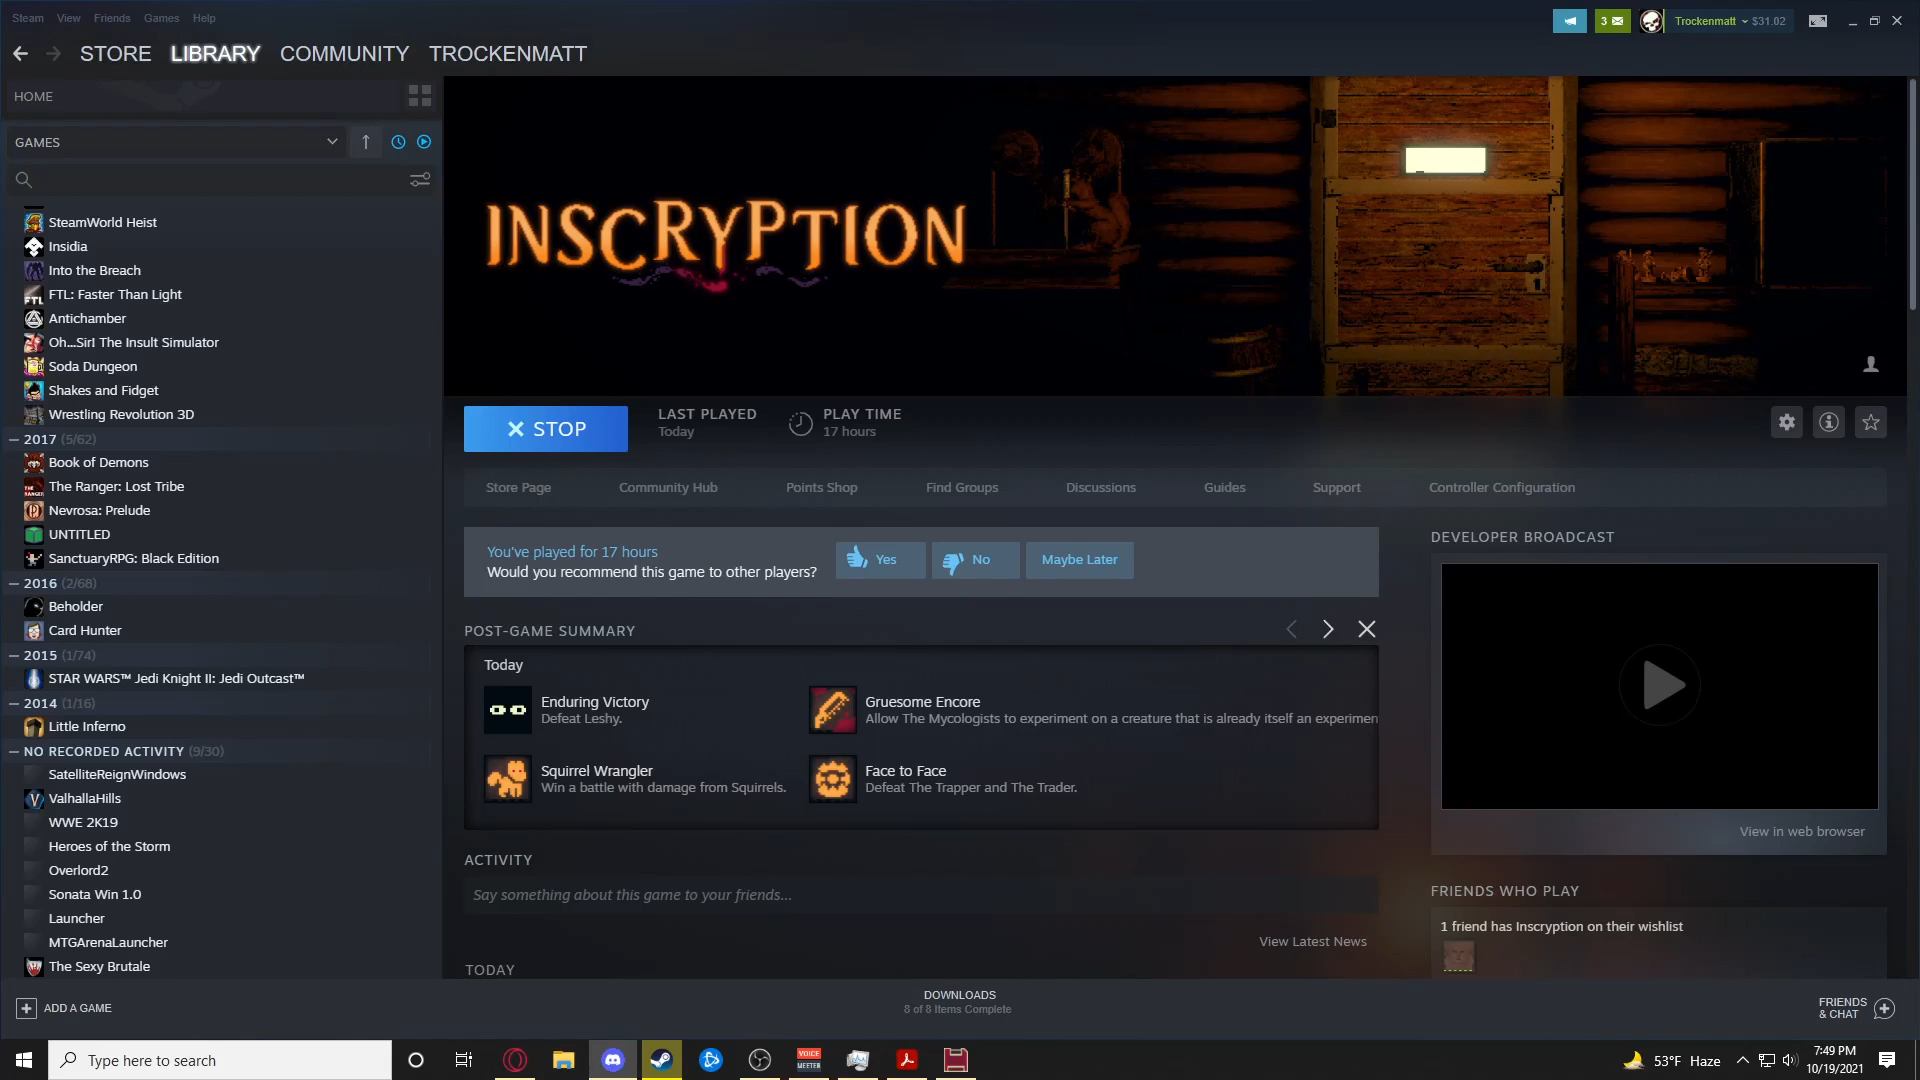 Steam View Friends Games Help
3 Trockenmatt $31.02
STORE LIBRARY COMMUNITY TROCKENMATT
HOME
GAMES
SteamWorld Heist
Insidia
Into the Breach
FTL: Faster Than Light
Antichamber
Oh...Sir! The Insult Simulator
Soda Dungeon
Shakes and Fidget
Wrestling Revolution 3D
2017 (5/62)
Book of Demons
The Ranger: Lost Tribe
Nevrosa: Prelude
UNTITLED
SanctuaryRPG: Black Edition
2016 (2/68)
Beholder
Card Hunter
2015 (1/74)
STAR WARS™ Jedi Knight II: Jedi Outcast™
2014 (1/16)
Little Inferno
NO RECORDED ACTIVITY (9/30)
SatelliteReignWindows
ValhallaHills
WWE 2K19
Heroes of the Storm
Overlord2
Sonata Win 1.0
Launcher
MTGArenaLauncher
The Sexy Brutale
INSCRYPTION
STOP
LAST PLAYED
Today
PLAY TIME
17 hours
Store Page Community Hub Points Shop Find Groups Discussions Guides Support Controller Configuration
You've played for 17 hours
Would you recommend this game to other players?
Yes No Maybe Later
POST-GAME SUMMARY
Today
Enduring Victory
Defeat Leshy.
Gruesome Encore
Allow The Mycologists to experiment on a creature that is already itself an experimen
Squirrel Wrangler
Win a battle with damage from Squirrels.
Face to Face
Defeat The Trapper and The Trader.
ACTIVITY
Say something about this game to your friends...
View Latest News
TODAY
DEVELOPER BROADCAST
View in web browser
FRIENDS WHO PLAY
1 friend has Inscryption on their wishlist
ADD A GAME
DOWNLOADS
8 of 8 Items Complete
FRIENDS
& CHAT
Type here to search
VOICE
MEETER
53°F Haze
7:49 PM
10/19/2021